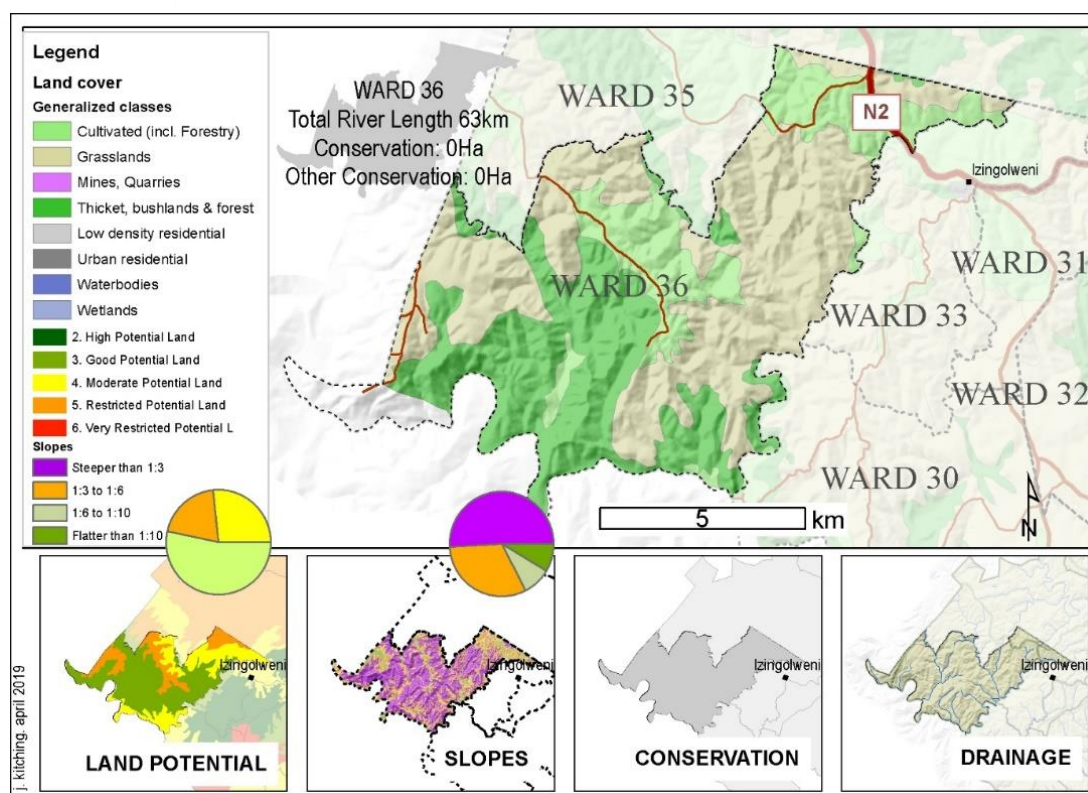 Legend
Land cover
Generalized classes
Cultivated (incl. Forestry)
Grasslands
Mines, Quarries
Thicket, bushlands & forest
Low density residential
Urban residential
Waterbodies
Wetlands
2. High Potential Land
3. Good Potential Land
4. Moderate Potential Land
5. Restricted Potential Land
6. Very Restricted Potential L
Slopes
Steeper than 1:3
1:3 to 1:6
1:6 to 1:10
Flatter than 1:10
WARD 36
Total River Length 63km
Conservation: 0Ha
Other Conservation: 0Ha
WARD 35
N2
Izingolweni
WARD 36
WARD 31
WARD 33
WARD 32
WARD 30
5 km
N
Izingolweni
LAND POTENTIAL
Izingolweni
SLOPES
Izingolweni
CONSERVATION
Izingolweni
DRAINAGE
j. kitching. april 2019